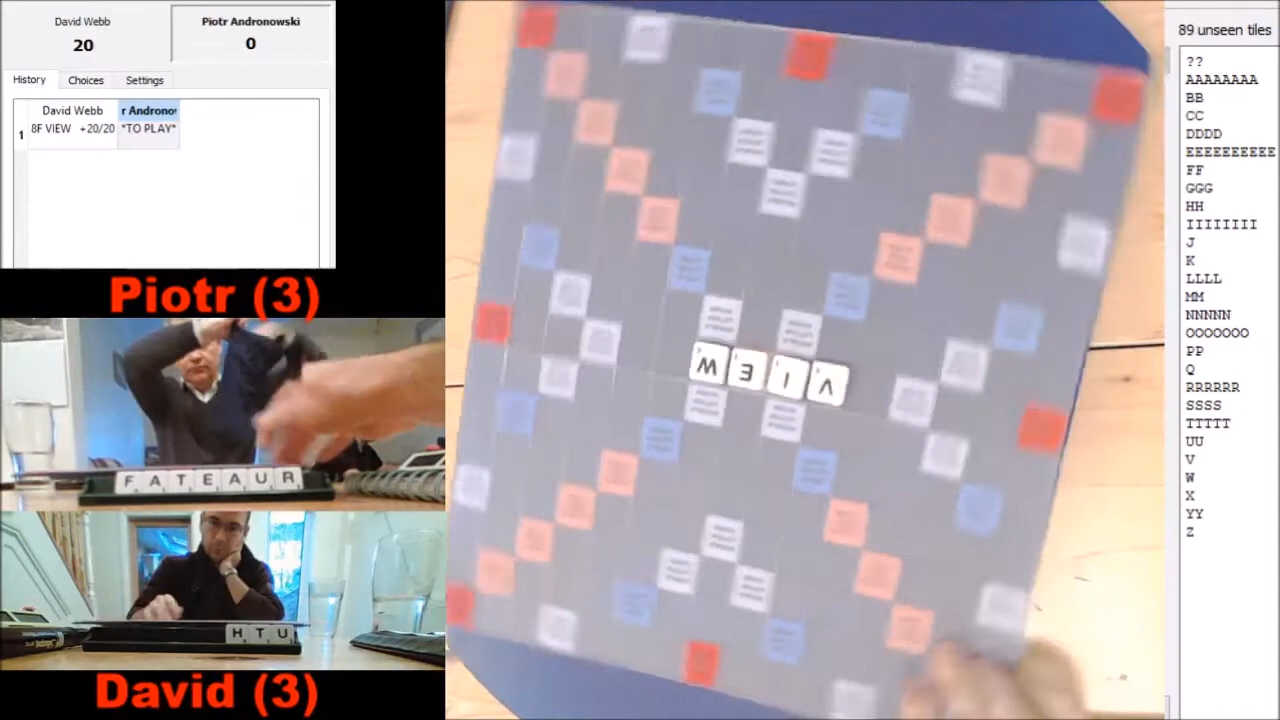 David Webb
20
Piotr Andronowski
0
History
Choices
Settings
David Webb
r Andronov
1
8F VIEW +20/20
*TO PLAY*
Piotr (3)
FATEAUR
HTU
David (3)
VIEW
89 unseen tiles
??
AAAAAAAA
BB
CC
DDDD
EEEEEEEEEE
FF
GGG
HH
IIIIIIII
J
K
LLLL
MM
NNNNN
OOOOOOO
PP
Q
RRRRRR
SSSS
TTTTT
UU
V
W
X
YY
Z